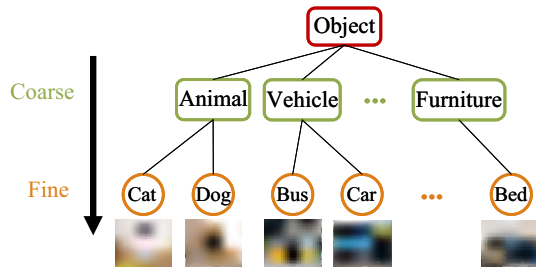 Object
Coarse
Animal
Vehicle
Furniture
Fine
Cat
Dog
Bus
Car
Bed